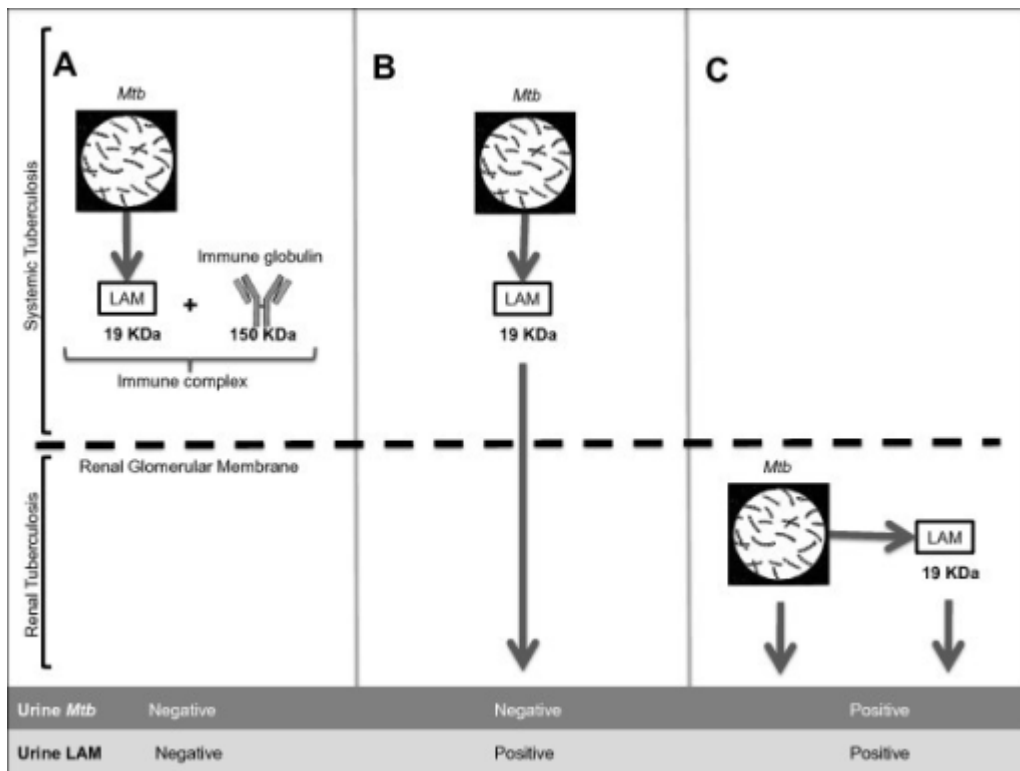 A
B
C
Mtb
Mtb
Systemic Tuberculosis
Immune globulin
LAM
+
LAM
19 KDa
150 KDa
19 KDa
Immune complex
Renal Glomerular Membrane
Mtb
Renal Tuberculosis
LAM
19 KDa
Urine Mtb Negative Negative Positive
Urine LAM Negative Positive Positive